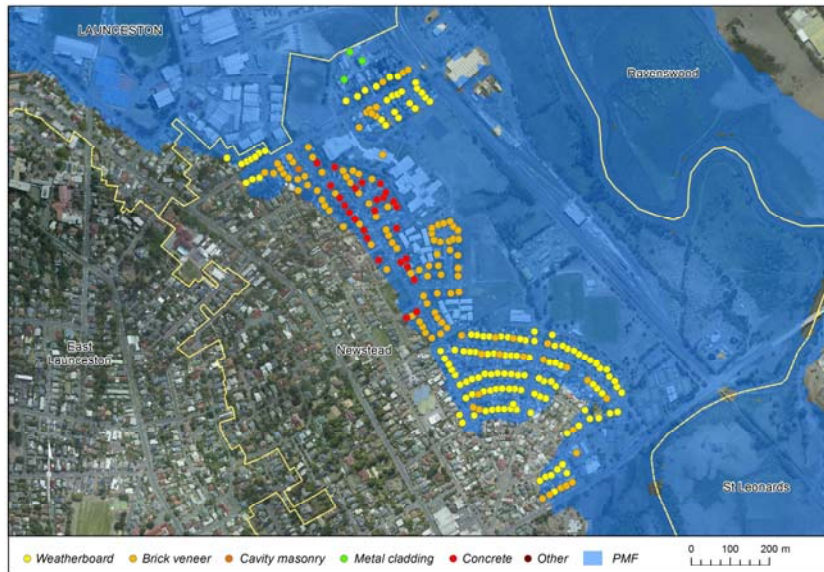 LAUNCESTON
Ravenswood
East
Launceston
Newstead
St Leonards
Weatherboard
Brick veneer
Cavity masonry
Metal cladding
Concrete
Other
PMF
0 100 200 m